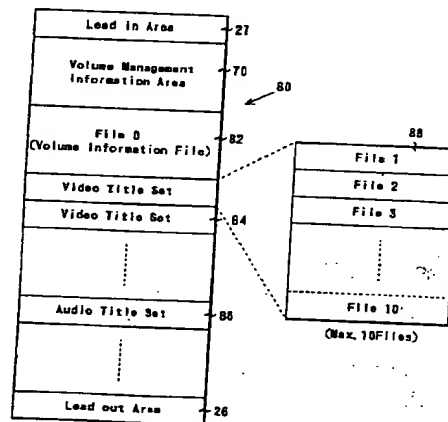 Lead in Area
27
Volume Management
Information Area
70
80
File 0
(Volume Information File)
82
Video Title Set
Video Title Set
84
Audio Title Set
86
Lead out Area
26
88
File 1
File 2
File 3
File 10
(Max. 10Files)